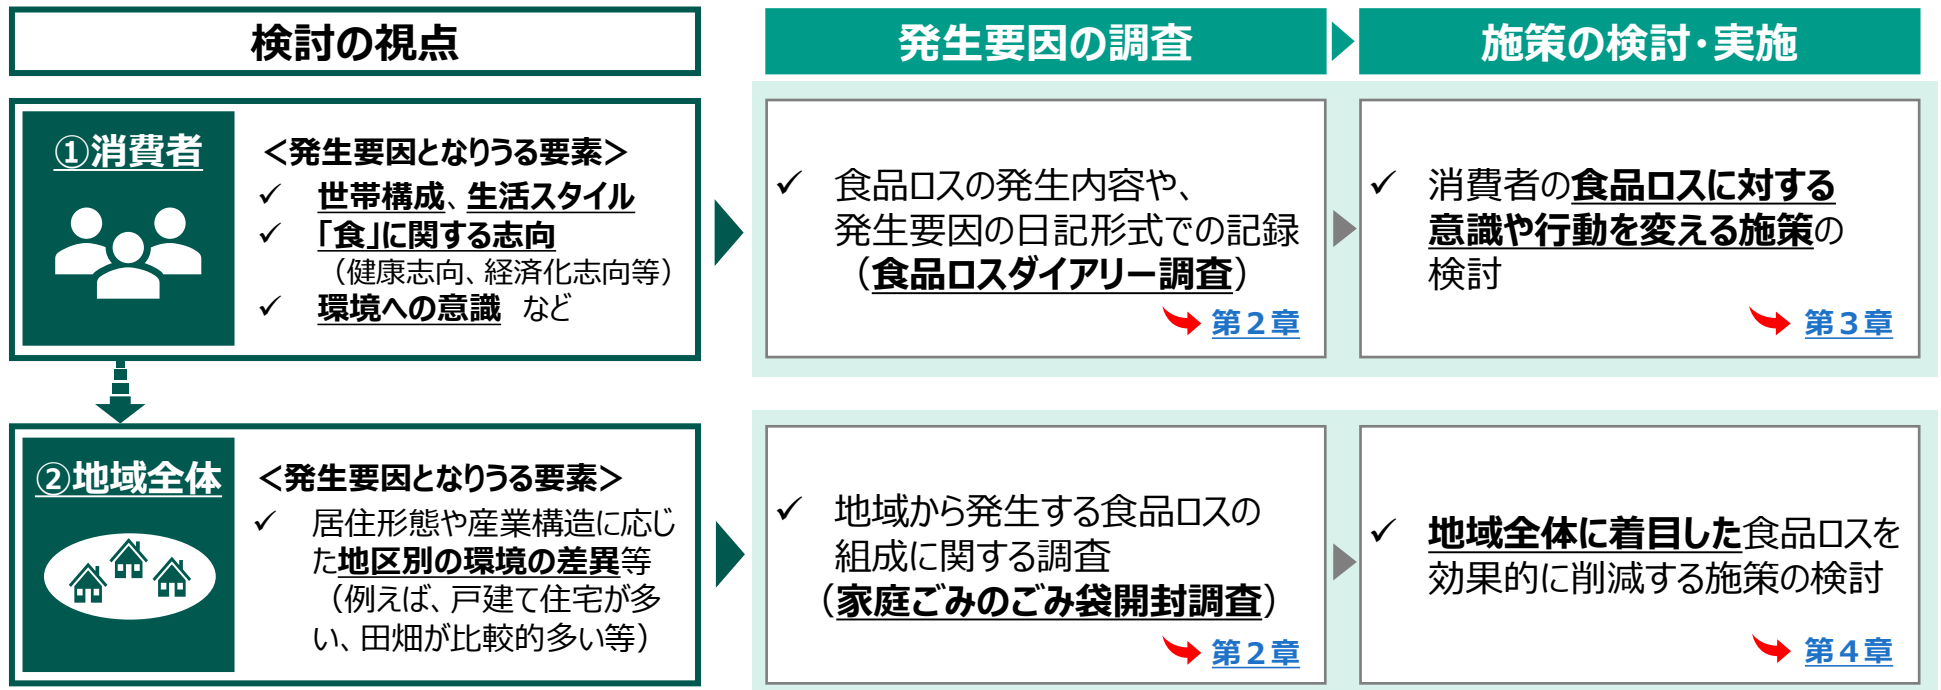 検討の視点
発生要因の調査
施策の検討・実施
①消費者
＜発生要因となりうる要素＞
✓ 世帯構成、生活スタイル
✓ 「食」に関する志向
（健康志向、経済化志向等）
✓ 環境への意識 など
✓ 食品ロスの発生内容や、
発生要因の日記形式での記録
（食品ロスダイアリー調査）
第２章
✓ 消費者の食品ロスに対する
意識や行動を変える施策の
検討
第３章
②地域全体
＜発生要因となりうる要素＞
✓ 居住形態や産業構造に応じ
た地区別の環境の差異等
（例えば、戸建て住宅が多
い、田畑が比較的多い等）
✓ 地域から発生する食品ロスの
組成に関する調査
（家庭ごみのごみ袋開封調査）
第２章
✓ 地域全体に着目した食品ロスを
効果的に削減する施策の検討
第４章